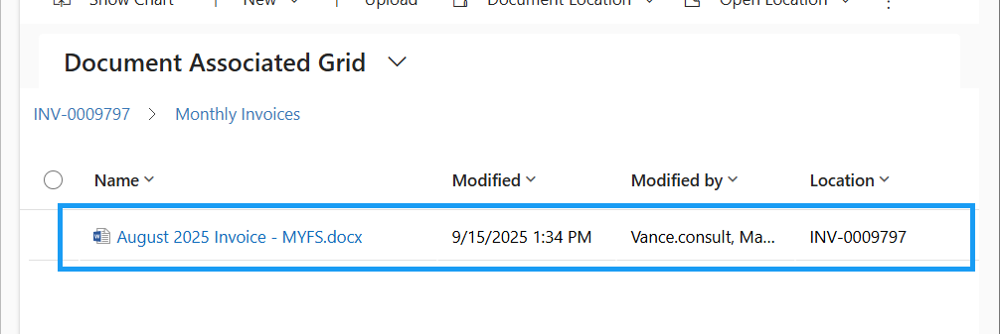 Show Chart New Upload Document Location Open Location
Document Associated Grid
INV-0009797 > Monthly Invoices
Name Modified Modified by Location
August 2025 Invoice - MYFS.docx 9/15/2025 1:34 PM Vance.consult, Ma... INV-0009797